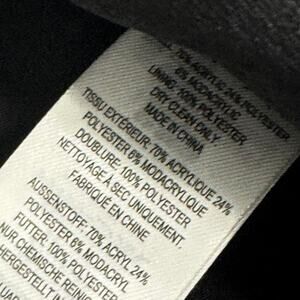 70% ACRYLIC 24% POLYESTER
6% MODACRYLIC
LINING: 100% POLYESTER
DRY CLEAN ONLY
MADE IN CHINA
TISSU EXTÉRIEUR: 70% ACRYLIQUE 24%
POLYESTER 6% MODACRYLIQUE
DOUBLURE: 100% POLYESTER
NETTOYAGE À SEC UNIQUEMENT.
FABRIQUÉ EN CHINE
AUSSENSTOFF: 70% ACRYL 24%
POLYESTER 6% MODACRYL
FUTTER: 100% POLYESTER
NUR CHEMISCHE REINIGU
HERGESTELLT IN